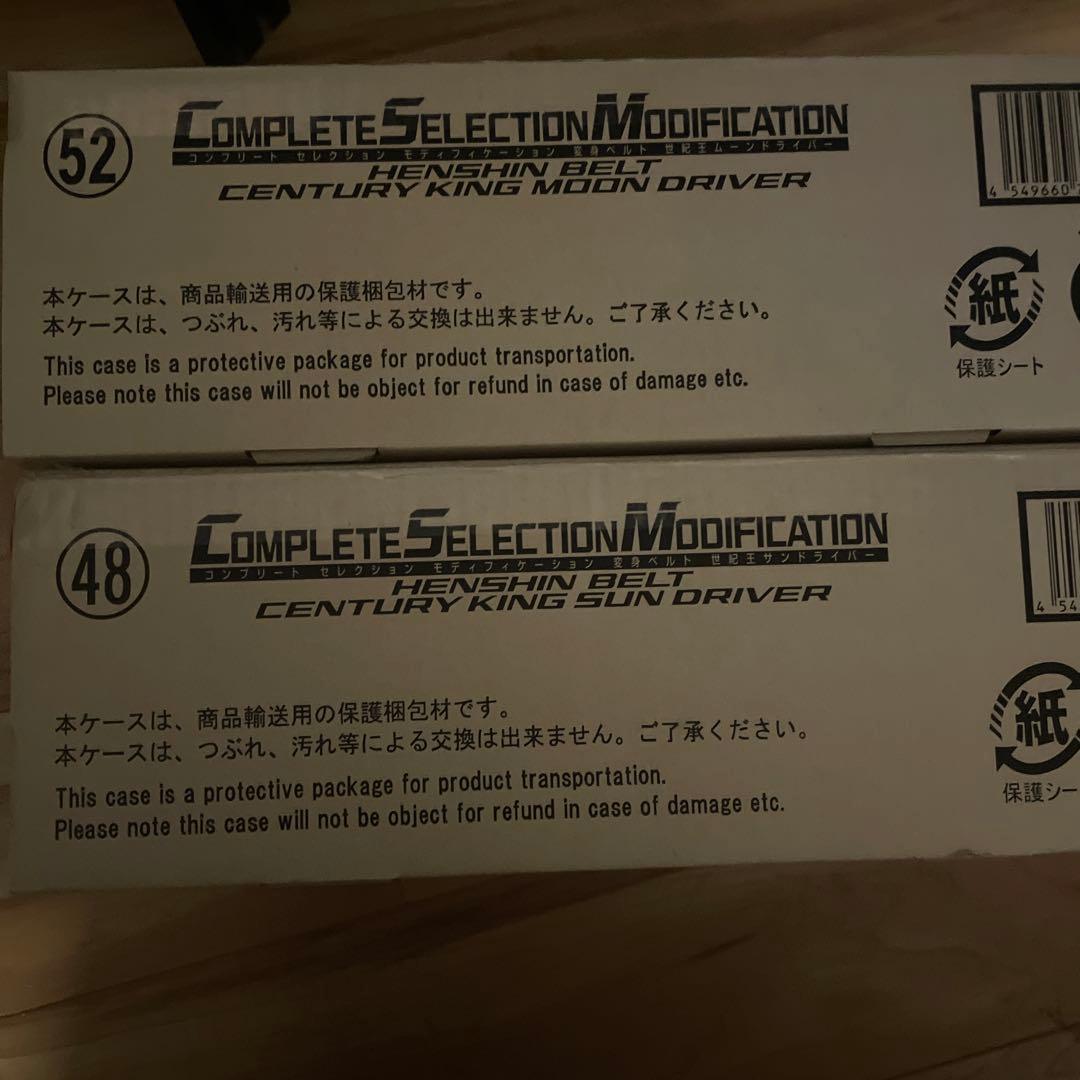 52
COMPLETE SELECTION MODIFICATION
コンプリート セレクション モディフィケーション 変身ベルト 世紀王ムーンドライバー
HENSHIN BELT
CENTURY KING MOON DRIVER
4 549660
本ケースは、商品輸送用の保護梱包材です。
本ケースは、つぶれ、汚れ等による交換は出来ません。ご了承ください。
紙
保護シート
This case is a protective package for product transportation.
Please note this case will not be object for refund in case of damage etc.
48
COMPLETE SELECTION MODIFICATION
コンプリート セレクション モディフィケーション 変身ベルト 世紀王サンドライバー
HENSHIN BELT
CENTURY KING SUN DRIVER
4 54
本ケースは、商品輸送用の保護梱包材です。
本ケースは、つぶれ、汚れ等による交換は出来ません。ご了承ください。
紙
保護シー
This case is a protective package for product transportation.
Please note this case will not be object for refund in case of damage etc.